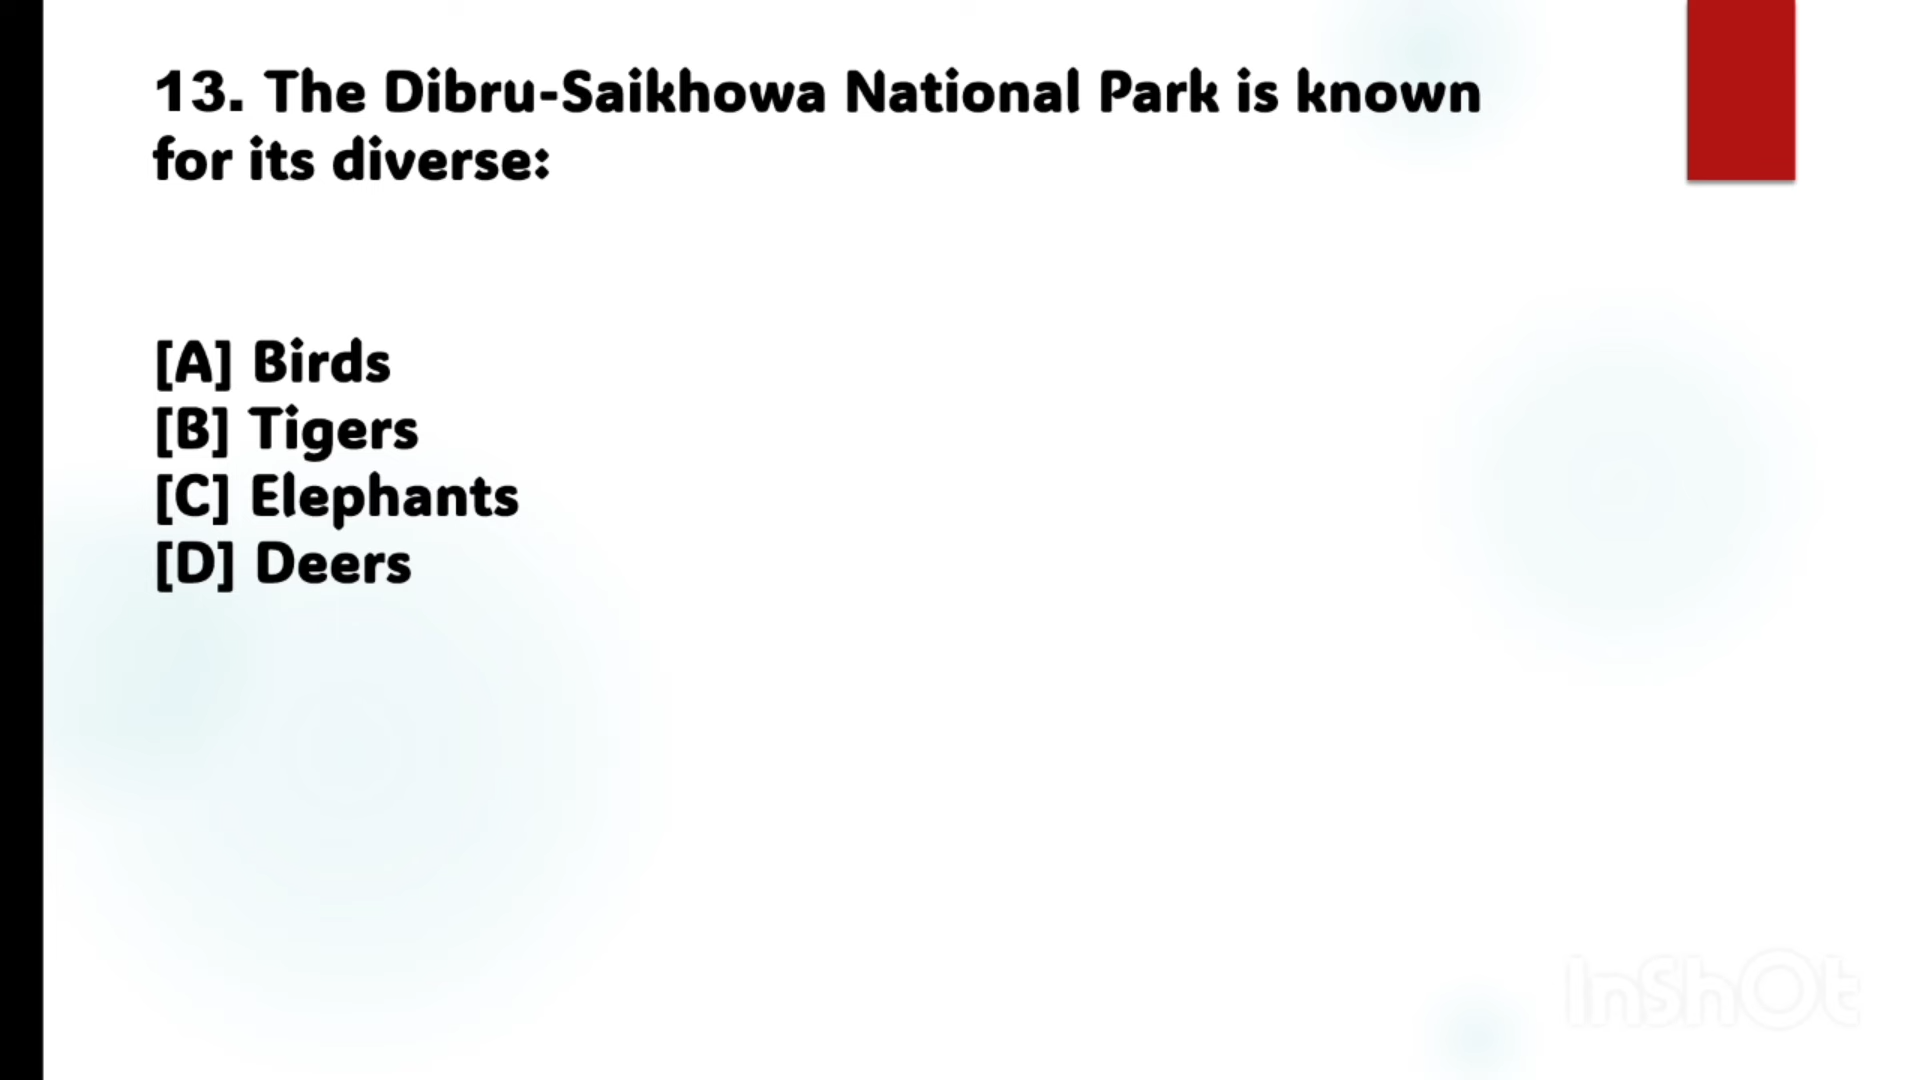 13. The Dibru-Saikhowa National Park is known
for its diverse:
[A] Birds
[B] Tigers
[C] Elephants
[D] Deers
InShOt